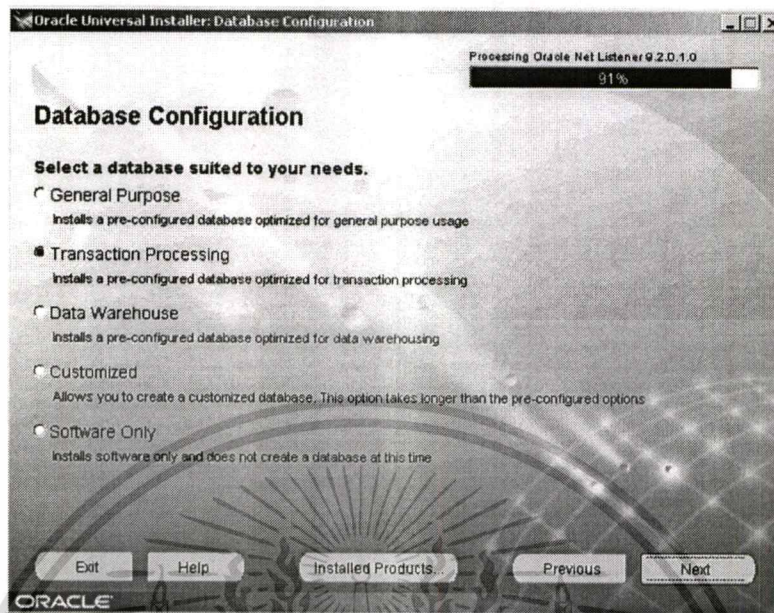 Oracle Universal Installer: Database Configuration
Processing Oracle Net Listener 9.2.0.1.0
91%
Database Configuration
Select a database suited to your needs.
General Purpose
Installs a pre-configured database optimized for general purpose usage
Transaction Processing
Installs a pre-configured database optimized for transaction processing
Data Warehouse
Installs a pre-configured database optimized for data warehousing
Customized
Allows you to create a customized database. This option takes longer than the pre-configured options
Software Only
Installs software only and does not create a database at this time
Exit Help Installed Products... Previous Next
ORACLE